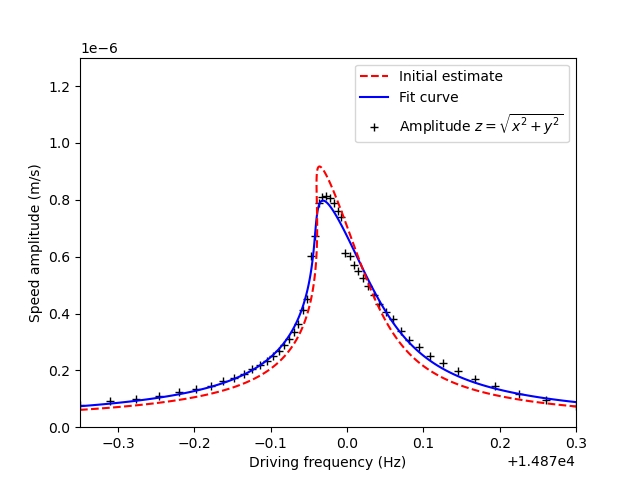 1e−6
1.2
1.0
0.8
0.6
0.4
0.2
0.0
Speed amplitude (m/s)
Initial estimate
Fit curve
Amplitude z = √x² + y²
−0.3
−0.2
−0.1
0.0
0.1
0.2
0.3
Driving frequency (Hz)
+1.487e4